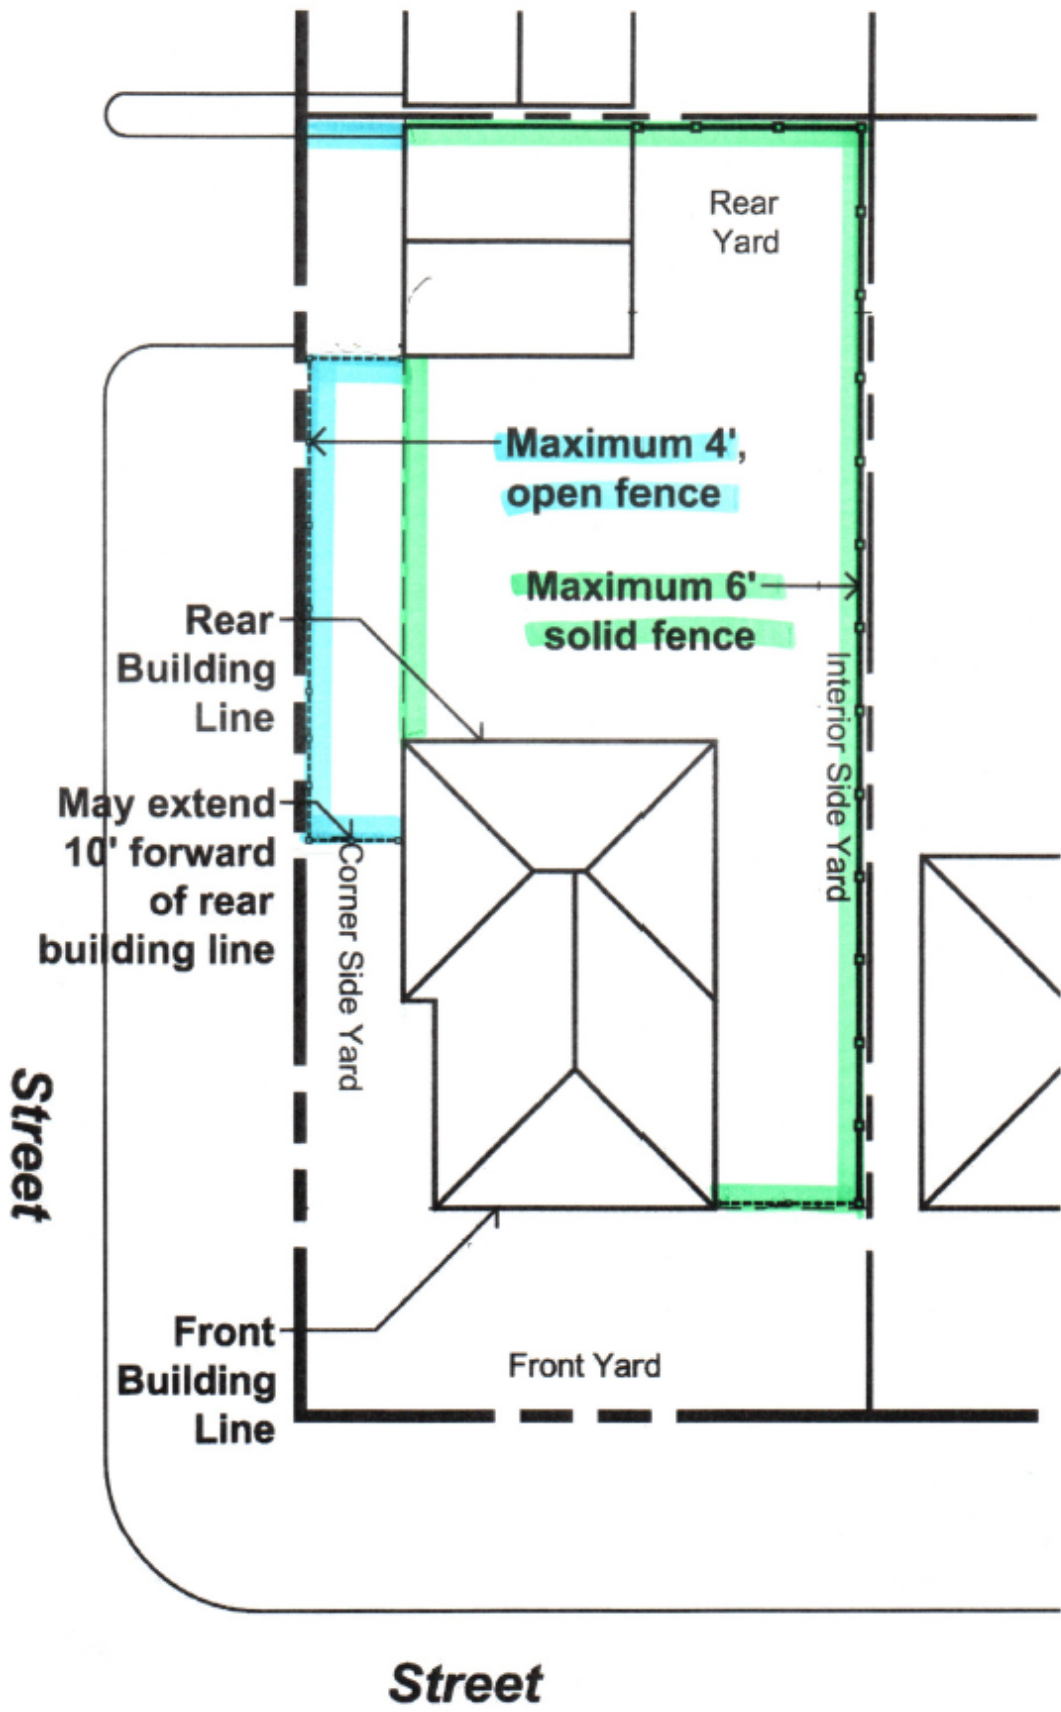 Rear
Yard
Maximum 4',
open fence
Maximum 6'
solid fence
Rear
Building
Line
Interior Side Yard
May extend
10' forward
of rear
building line
Corner Side Yard
Street
Front
Building
Line
Front Yard
Street